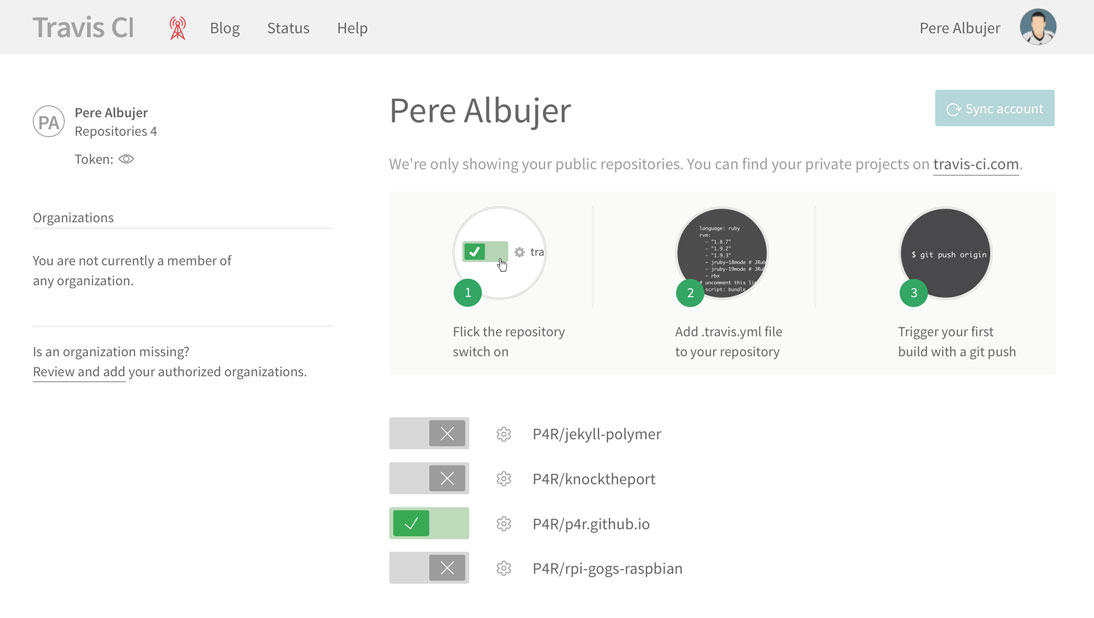 Travis CI
Blog
Status
Help
Pere Albujer
PA
Pere Albujer
Repositories 4
Token:
Organizations
You are not currently a member of
any organization.
Is an organization missing?
Review and add your authorized organizations.
Pere Albujer
Sync account
We're only showing your public repositories. You can find your private projects on travis-ci.com.
tra
1
Flick the repository
switch on
language: ruby
rvm:
- "1.8.7"
- "1.9.2"
- "1.9.3"
- jruby-18mode # JRu
- jruby-19mode # JRu
- rbx
# uncomment this li
script: bundle
2
Add .travis.yml file
to your repository
$ git push origin
3
Trigger your first
build with a git push
P4R/jekyll-polymer
P4R/knocktheport
P4R/p4r.github.io
P4R/rpi-gogs-raspbian